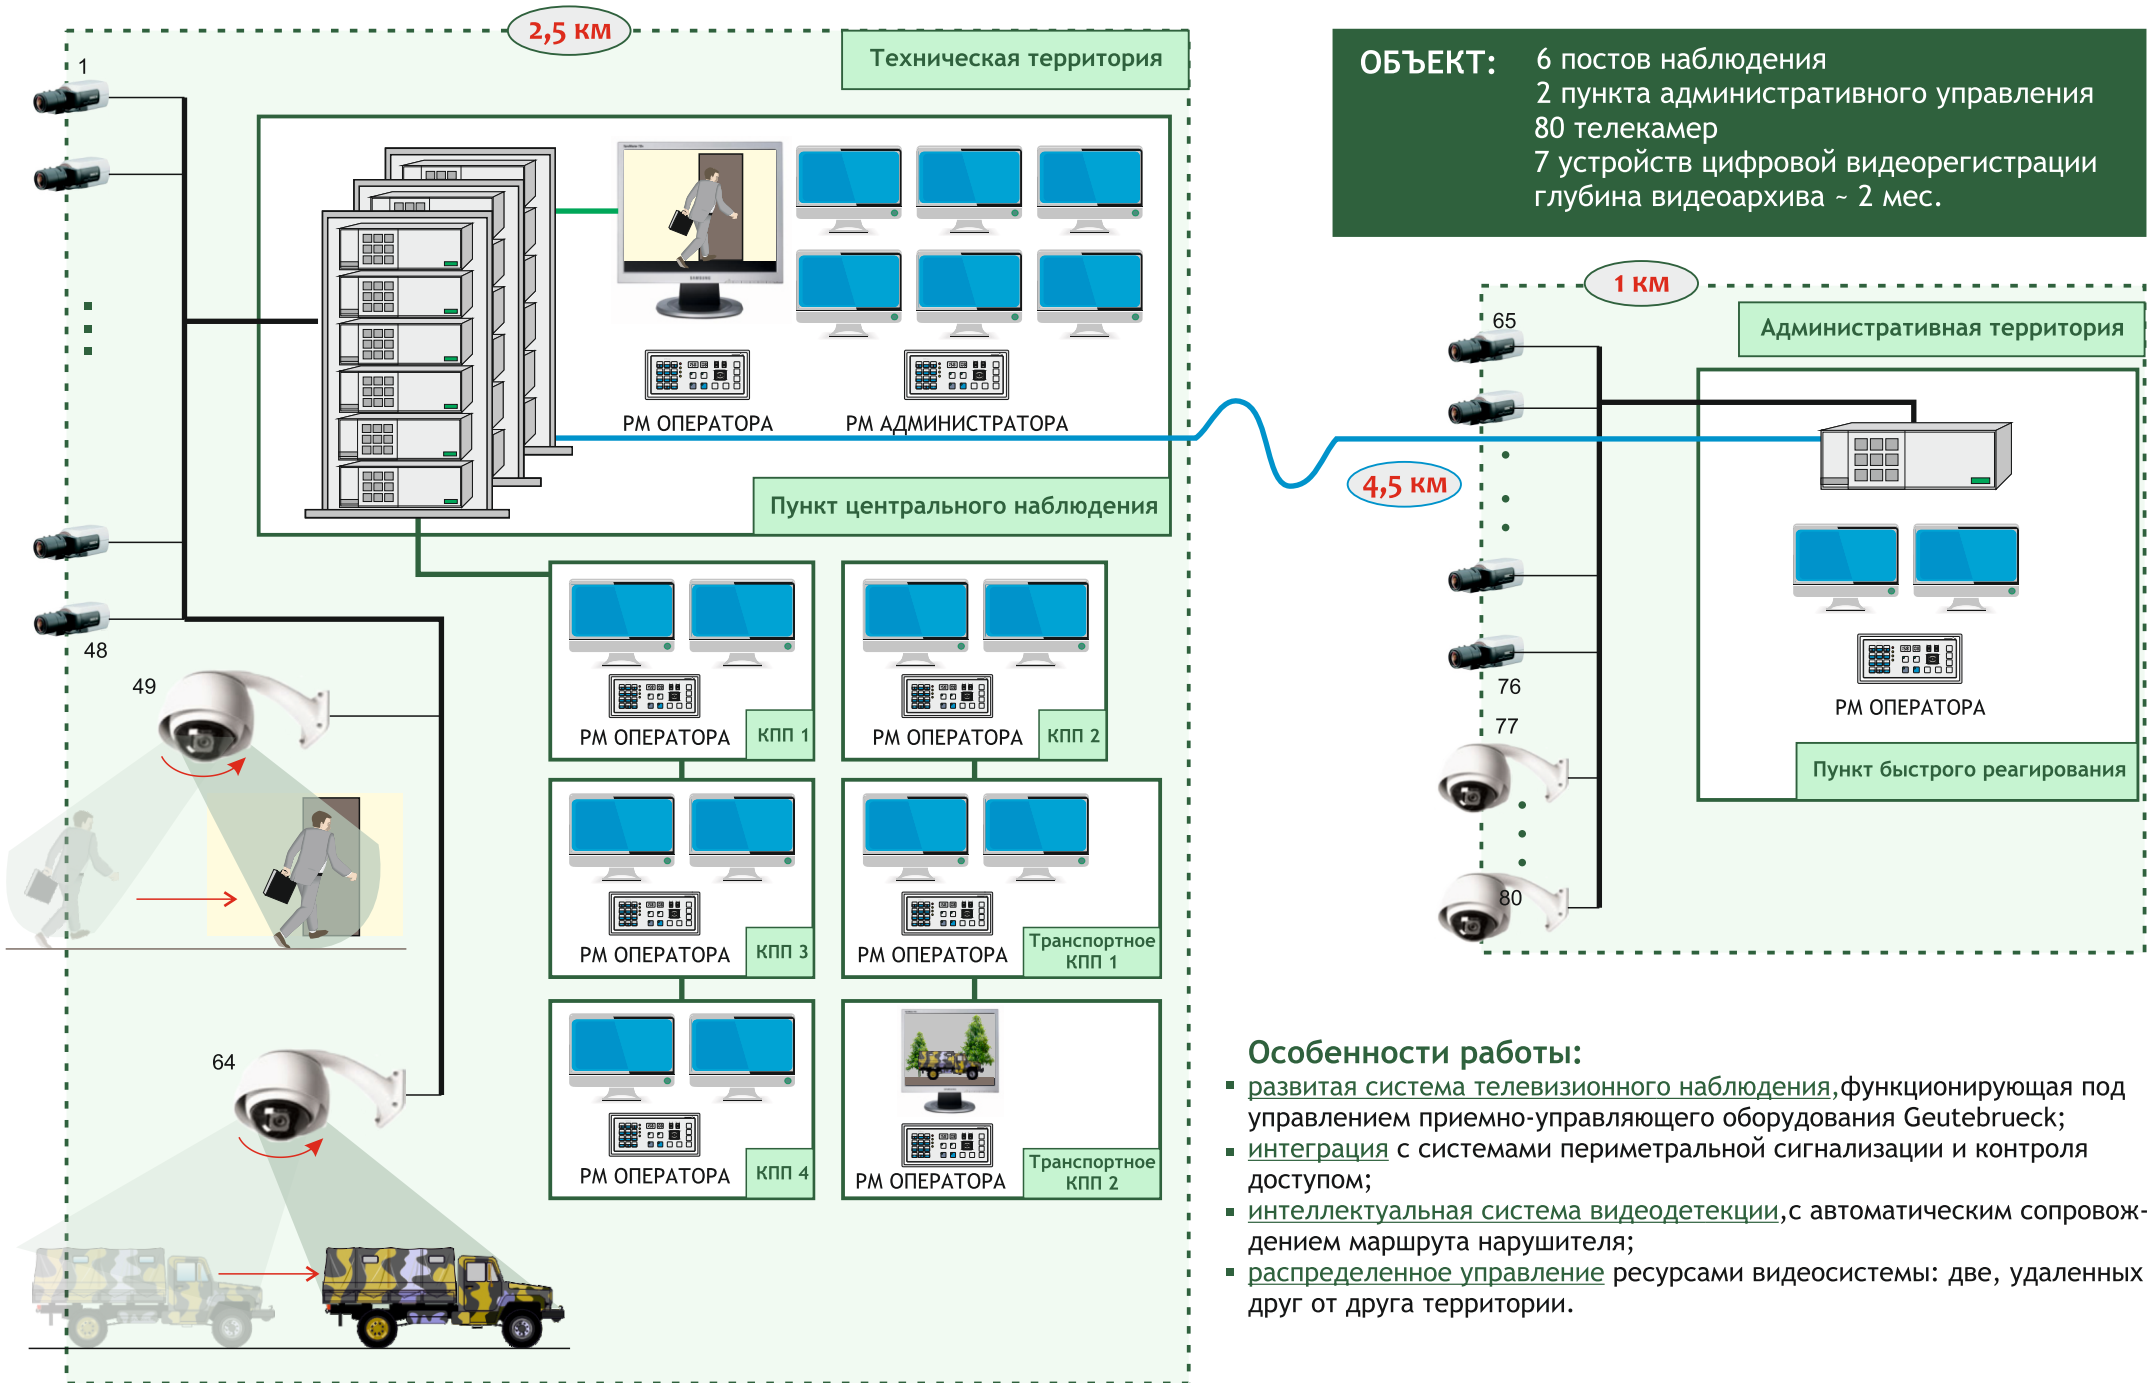 2,5 км
Техническая территория
1
48
49
64
РМ ОПЕРАТОРА
РМ АДМИНИСТРАТОРА
Пункт центрального наблюдения
РМ ОПЕРАТОРА
КПП 1
РМ ОПЕРАТОРА
КПП 2
РМ ОПЕРАТОРА
КПП 3
РМ ОПЕРАТОРА
Транспортное
КПП 1
РМ ОПЕРАТОРА
КПП 4
РМ ОПЕРАТОРА
Транспортное
КПП 2
4,5 км
ОБЪЕКТ:
6 постов наблюдения
2 пункта административного управления
80 телекамер
7 устройств цифровой видеорегистрации
глубина видеоархива ~ 2 мес.
1 км
Административная территория
65
76
77
80
РМ ОПЕРАТОРА
Пункт быстрого реагирования
Особенности работы:
развитая система телевизионного наблюдения,функционирующая под
управлением приемно-управляющего оборудования Geutebrueck;
интеграция с системами периметральной сигнализации и контроля
доступом;
интеллектуальная система видеодетекции,с автоматическим сопровож-
дением маршрута нарушителя;
распределенное управление ресурсами видеосистемы: две, удаленных
друг от друга территории.